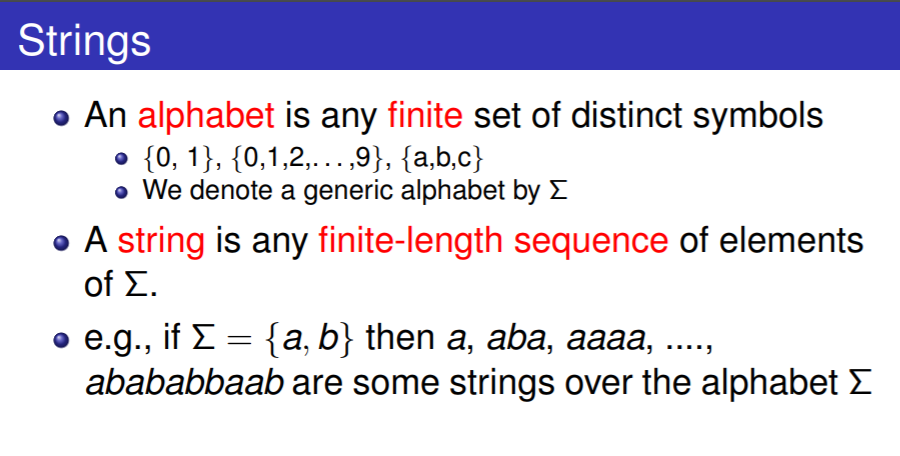 Strings
An alphabet is any finite set of distinct symbols
{0, 1}, {0,1,2,...,9}, {a,b,c}
We denote a generic alphabet by Σ
A string is any finite-length sequence of elements
of Σ.
e.g., if Σ = {a, b} then a, aba, aaaa, ....,
abababbaab are some strings over the alphabet Σ